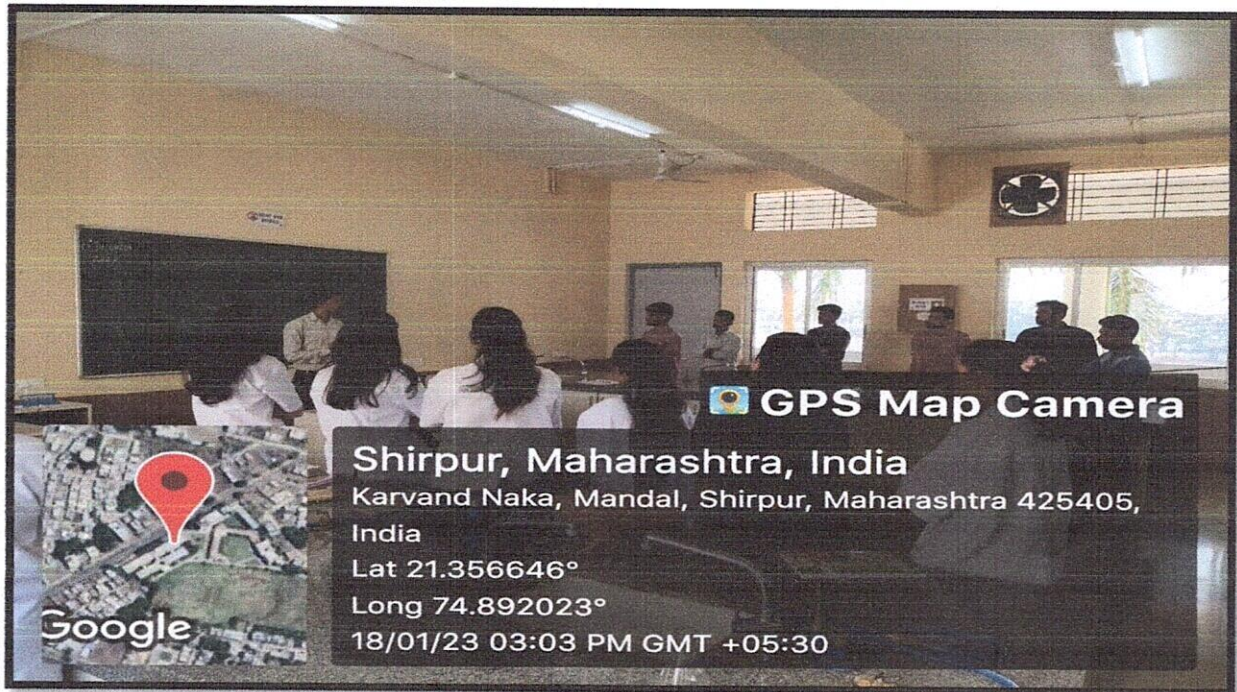 GPS Map Camera
Shirpur, Maharashtra, India
Karvand Naka, Mandal, Shirpur, Maharashtra 425405,
India
Lat 21.356646°
Long 74.892023°
18/01/23 03:03 PM GMT +05:30
Google